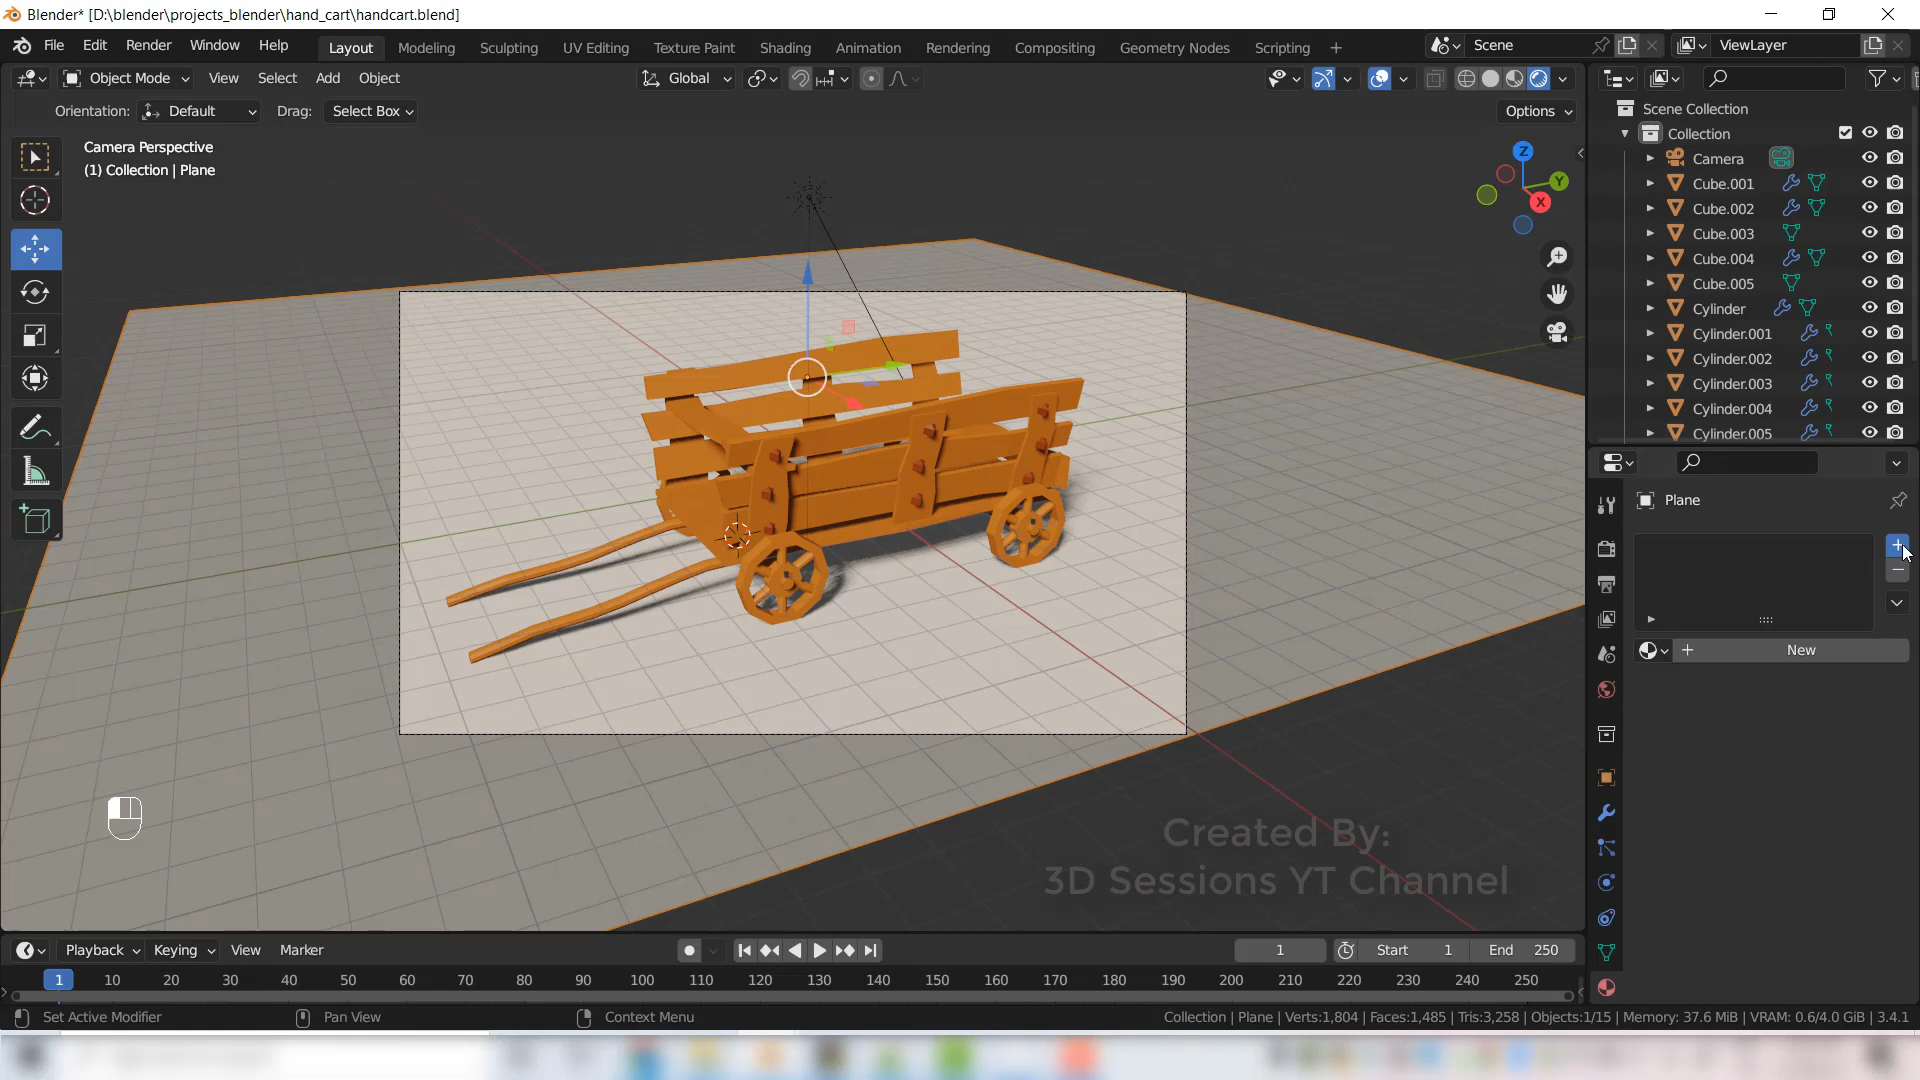 Blender* [D:\blender\projects_blender\hand_cart\handcart.blend]
File Edit Render Window Help Layout Modeling Sculpting UV Editing Texture Paint Shading Animation Rendering Compositing Geometry Nodes Scripting + Scene ViewLayer
Object Mode View Select Add Object Global
Orientation: Default Drag: Select Box Options
Camera Perspective
(1) Collection | Plane
Z
Y
X
Scene Collection
Collection
Camera
Cube.001
Cube.002
Cube.003
Cube.004
Cube.005
Cylinder
Cylinder.001
Cylinder.002
Cylinder.003
Cylinder.004
Cylinder.005
Plane
New
Created By:
3D Sessions YT Channel
Playback Keying View Marker 1 Start 1 End 250
1 10 20 30 40 50 60 70 80 90 100 110 120 130 140 150 160 170 180 190 200 210 220 230 240 250
Set Active Modifier Pan View Context Menu Collection | Plane | Verts:1,804 | Faces:1,485 | Tris:3,258 | Objects:1/15 | Memory: 37.6 MiB | VRAM: 0.6/4.0 GiB | 3.4.1